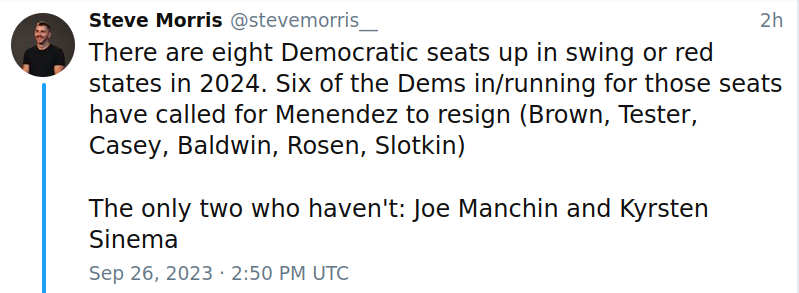 Steve Morris @stevemorris__ 2h
There are eight Democratic seats up in swing or red
states in 2024. Six of the Dems in/running for those seats
have called for Menendez to resign (Brown, Tester,
Casey, Baldwin, Rosen, Slotkin)
The only two who haven't: Joe Manchin and Kyrsten
Sinema
Sep 26, 2023 · 2:50 PM UTC